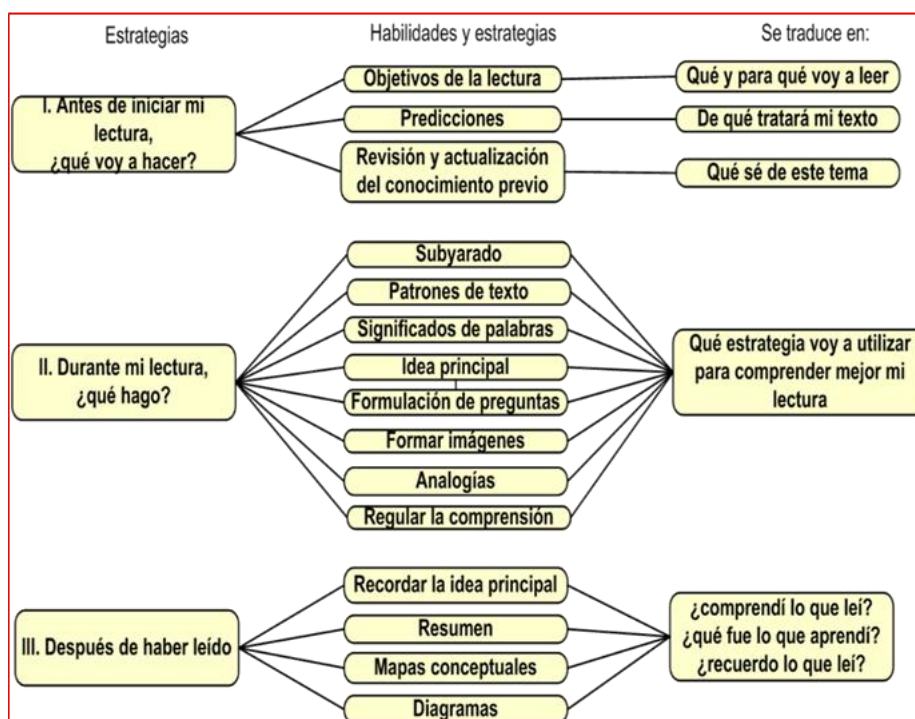 Estrategias
Habilidades y estrategias
Se traduce en:
I. Antes de iniciar mi
lectura,
¿qué voy a hacer?
Objetivos de la lectura
Qué y para qué voy a leer
Predicciones
De qué tratará mi texto
Revisión y actualización
del conocimiento previo
Qué sé de este tema
II. Durante mi lectura,
¿qué hago?
Subyarado
Patrones de texto
Significados de palabras
Idea principal
Formulación de preguntas
Formar imágenes
Analogías
Regular la comprensión
Qué estrategia voy a utilizar
para comprender mejor mi
lectura
III. Después de haber leído
Recordar la idea principal
Resumen
Mapas conceptuales
Diagramas
¿comprendí lo que leí?
¿qué fue lo que aprendí?
¿recuerdo lo que leí?